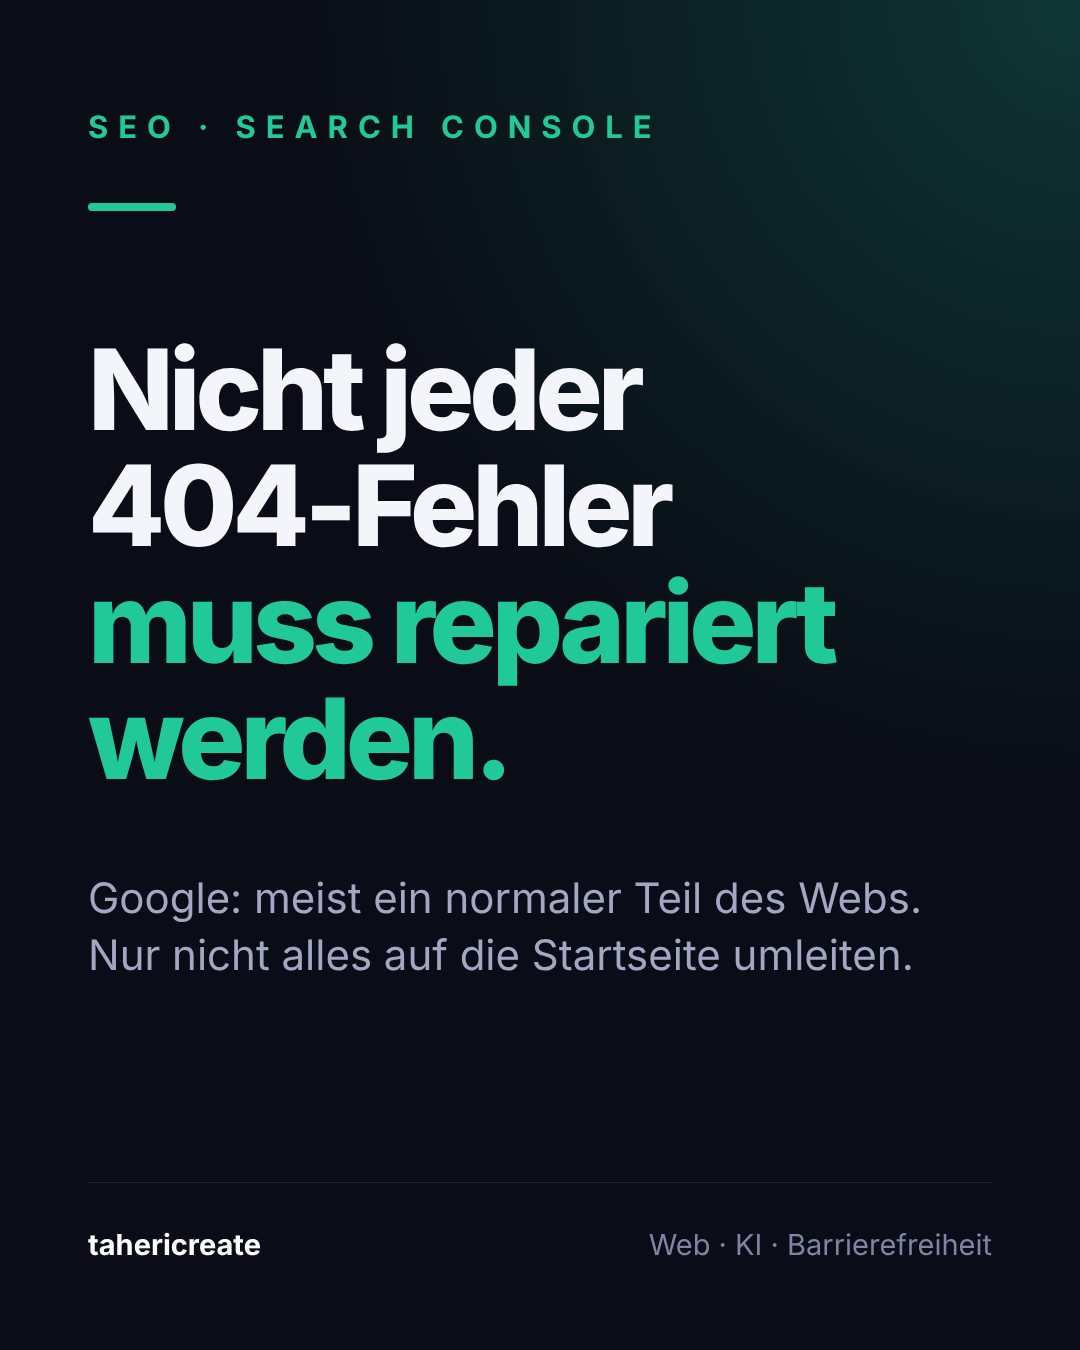 SEO · SEARCH CONSOLE
Nicht jeder
404-Fehler
muss repariert
werden.
Google: meist ein normaler Teil des Webs.
Nur nicht alles auf die Startseite umleiten.
tahericreate
Web · KI · Barrierefreiheit